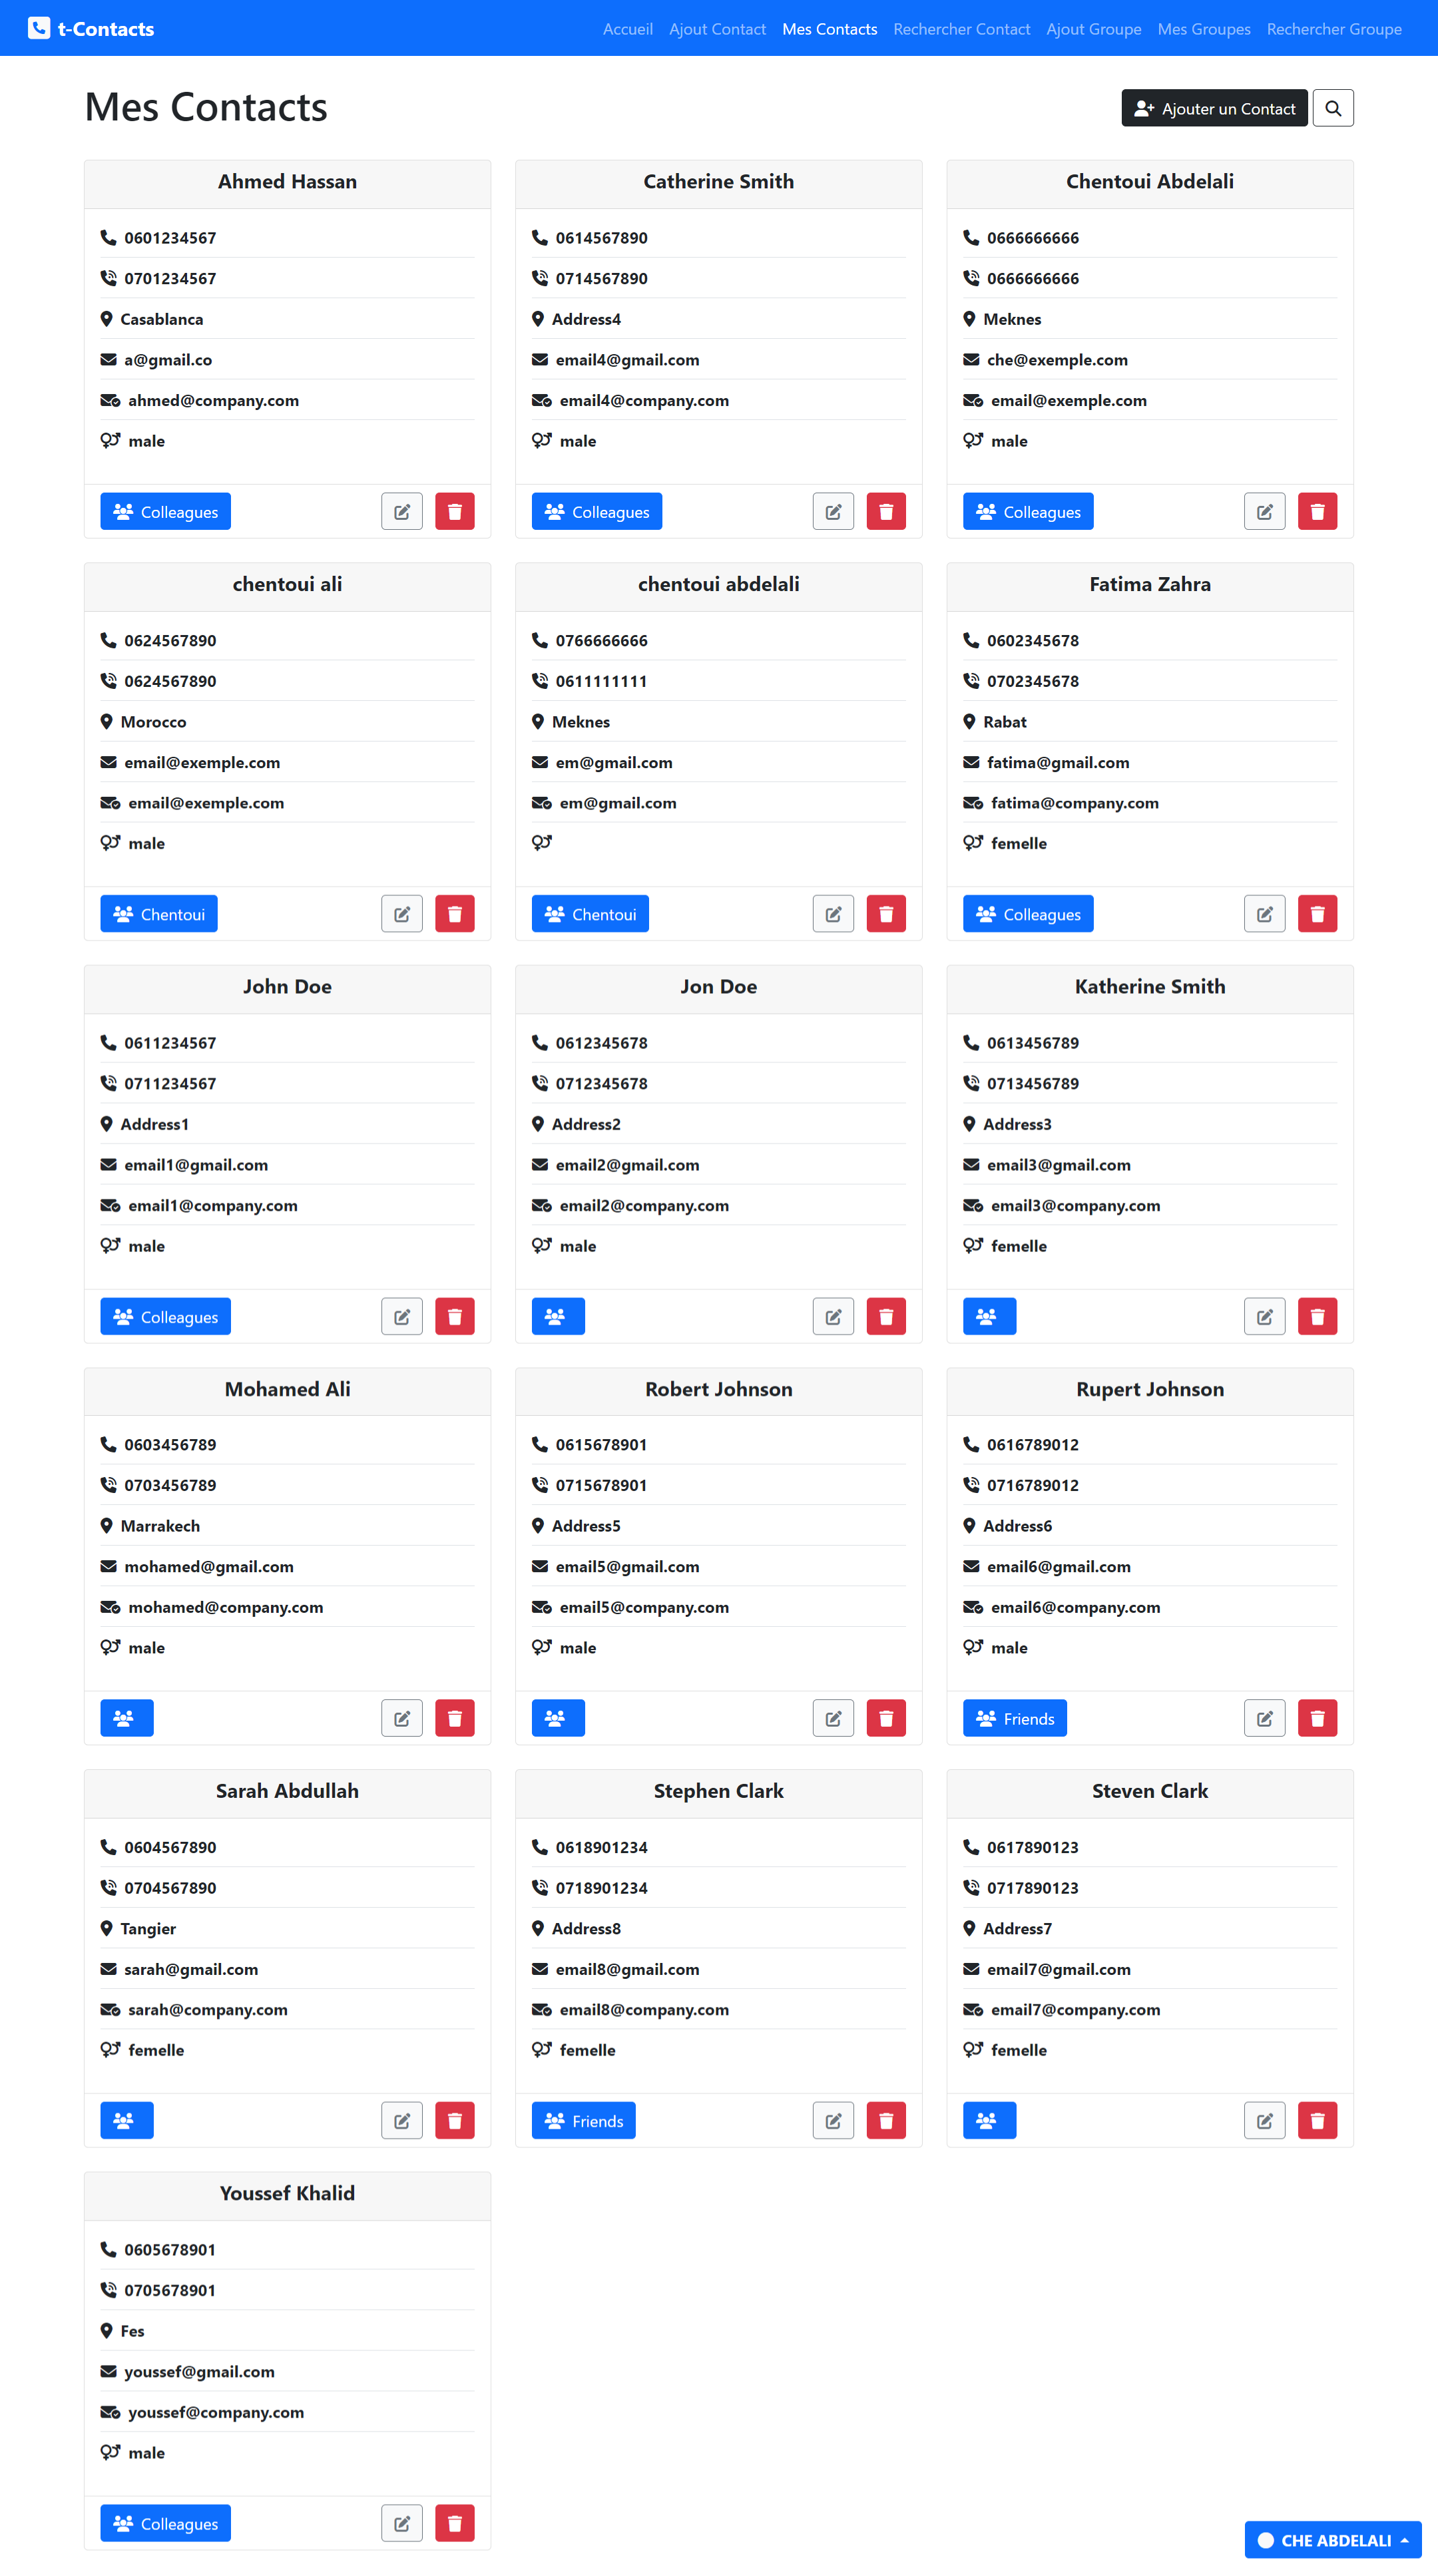 t-Contacts
Accueil Ajout Contact Mes Contacts Rechercher Contact Ajout Groupe Mes Groupes Rechercher Groupe
Mes Contacts
Ajouter un Contact
Ahmed Hassan
0601234567
0701234567
Casablanca
a@gmail.co
ahmed@company.com
male
Colleagues
Catherine Smith
0614567890
0714567890
Address4
email4@gmail.com
email4@company.com
male
Colleagues
Chentoui Abdelali
0666666666
0666666666
Meknes
che@exemple.com
email@exemple.com
male
Colleagues
chentoui ali
0624567890
0624567890
Morocco
email@exemple.com
email@exemple.com
male
Chentoui
chentoui abdelali
0766666666
0611111111
Meknes
em@gmail.com
em@gmail.com
Chentoui
Fatima Zahra
0602345678
0702345678
Rabat
fatima@gmail.com
fatima@company.com
femelle
Colleagues
John Doe
0611234567
0711234567
Address1
email1@gmail.com
email1@company.com
male
Colleagues
Jon Doe
0612345678
0712345678
Address2
email2@gmail.com
email2@company.com
male
Katherine Smith
0613456789
0713456789
Address3
email3@gmail.com
email3@company.com
femelle
Mohamed Ali
0603456789
0703456789
Marrakech
mohamed@gmail.com
mohamed@company.com
male
Robert Johnson
0615678901
0715678901
Address5
email5@gmail.com
email5@company.com
male
Rupert Johnson
0616789012
0716789012
Address6
email6@gmail.com
email6@company.com
male
Friends
Sarah Abdullah
0604567890
0704567890
Tangier
sarah@gmail.com
sarah@company.com
femelle
Stephen Clark
0618901234
0718901234
Address8
email8@gmail.com
email8@company.com
femelle
Friends
Steven Clark
0617890123
0717890123
Address7
email7@gmail.com
email7@company.com
femelle
Youssef Khalid
0605678901
0705678901
Fes
youssef@gmail.com
youssef@company.com
male
Colleagues
CHE ABDELALI